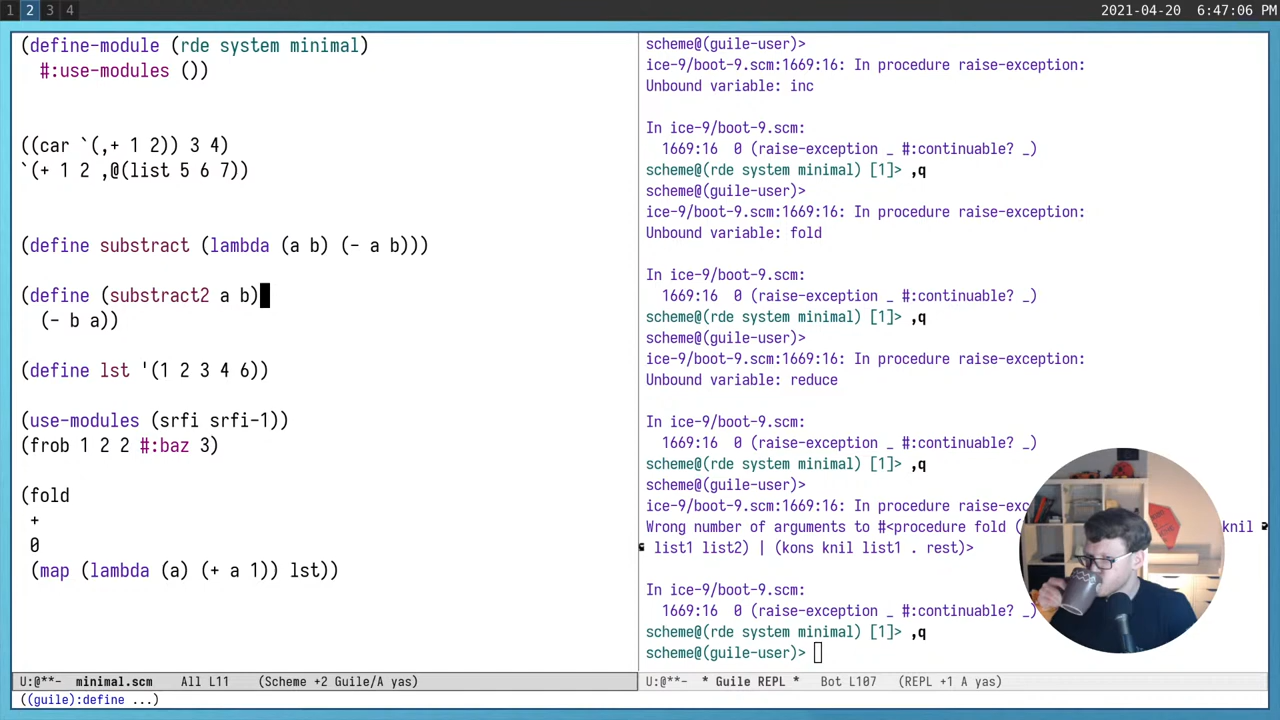 1 2 3 4
2021-04-20 6:47:06 PM
(define-module (rde system minimal)
#:use-modules ())
((car `(,+ 1 2)) 3 4)
`(+ 1 2 ,@(list 5 6 7))
(define substract (lambda (a b) (- a b)))
(define (substract2 a b)
(- b a))
(define lst '(1 2 3 4 6))
(use-modules (srfi srfi-1))
(frob 1 2 2 #:baz 3)
(fold
+
0
(map (lambda (a) (+ a 1)) lst))
U:@**- minimal.scm All L11 (Scheme +2 Guile/A yas)
((guile):define ...)
scheme@(guile-user)>
ice-9/boot-9.scm:1669:16: In procedure raise-exception:
Unbound variable: inc
In ice-9/boot-9.scm:
1669:16 0 (raise-exception _ #:continuable? _)
scheme@(rde system minimal) [1]> ,q
scheme@(guile-user)>
ice-9/boot-9.scm:1669:16: In procedure raise-exception:
Unbound variable: fold
In ice-9/boot-9.scm:
1669:16 0 (raise-exception _ #:continuable? _)
scheme@(rde system minimal) [1]> ,q
scheme@(guile-user)>
ice-9/boot-9.scm:1669:16: In procedure raise-exception:
Unbound variable: reduce
In ice-9/boot-9.scm:
1669:16 0 (raise-exception _ #:continuable? _)
scheme@(rde system minimal) [1]> ,q
scheme@(guile-user)>
ice-9/boot-9.scm:1669:16: In procedure raise-exc
Wrong number of arguments to #<procedure fold ( knil
list1 list2) | (kons knil list1 . rest)>
In ice-9/boot-9.scm:
1669:16 0 (raise-exception _ #:continuable? _)
scheme@(rde system minimal) [1]> ,q
scheme@(guile-user)>
U:@**- * Guile REPL * Bot L107 (REPL +1 A yas)